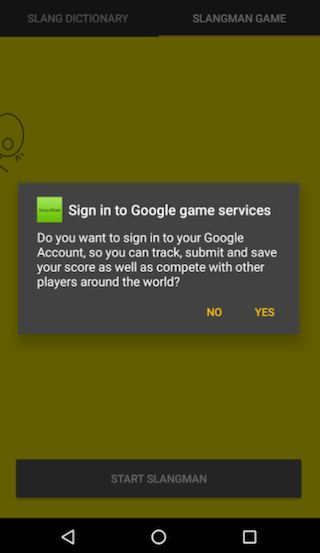 SLANG DICTIONARY
SLANGMAN GAME
Sign in to Google game services
Do you want to sign in to your Google
Account, so you can track, submit and save
your score as well as compete with other
players around the world?
NO
YES
START SLANGMAN